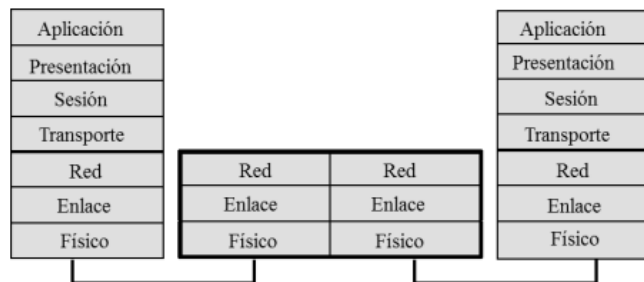 Aplicación
Presentación
Sesión
Transporte
Red
Enlace
Físico
Red Red
Enlace Enlace
Físico Físico
Aplicación
Presentación
Sesión
Transporte
Red
Enlace
Físico